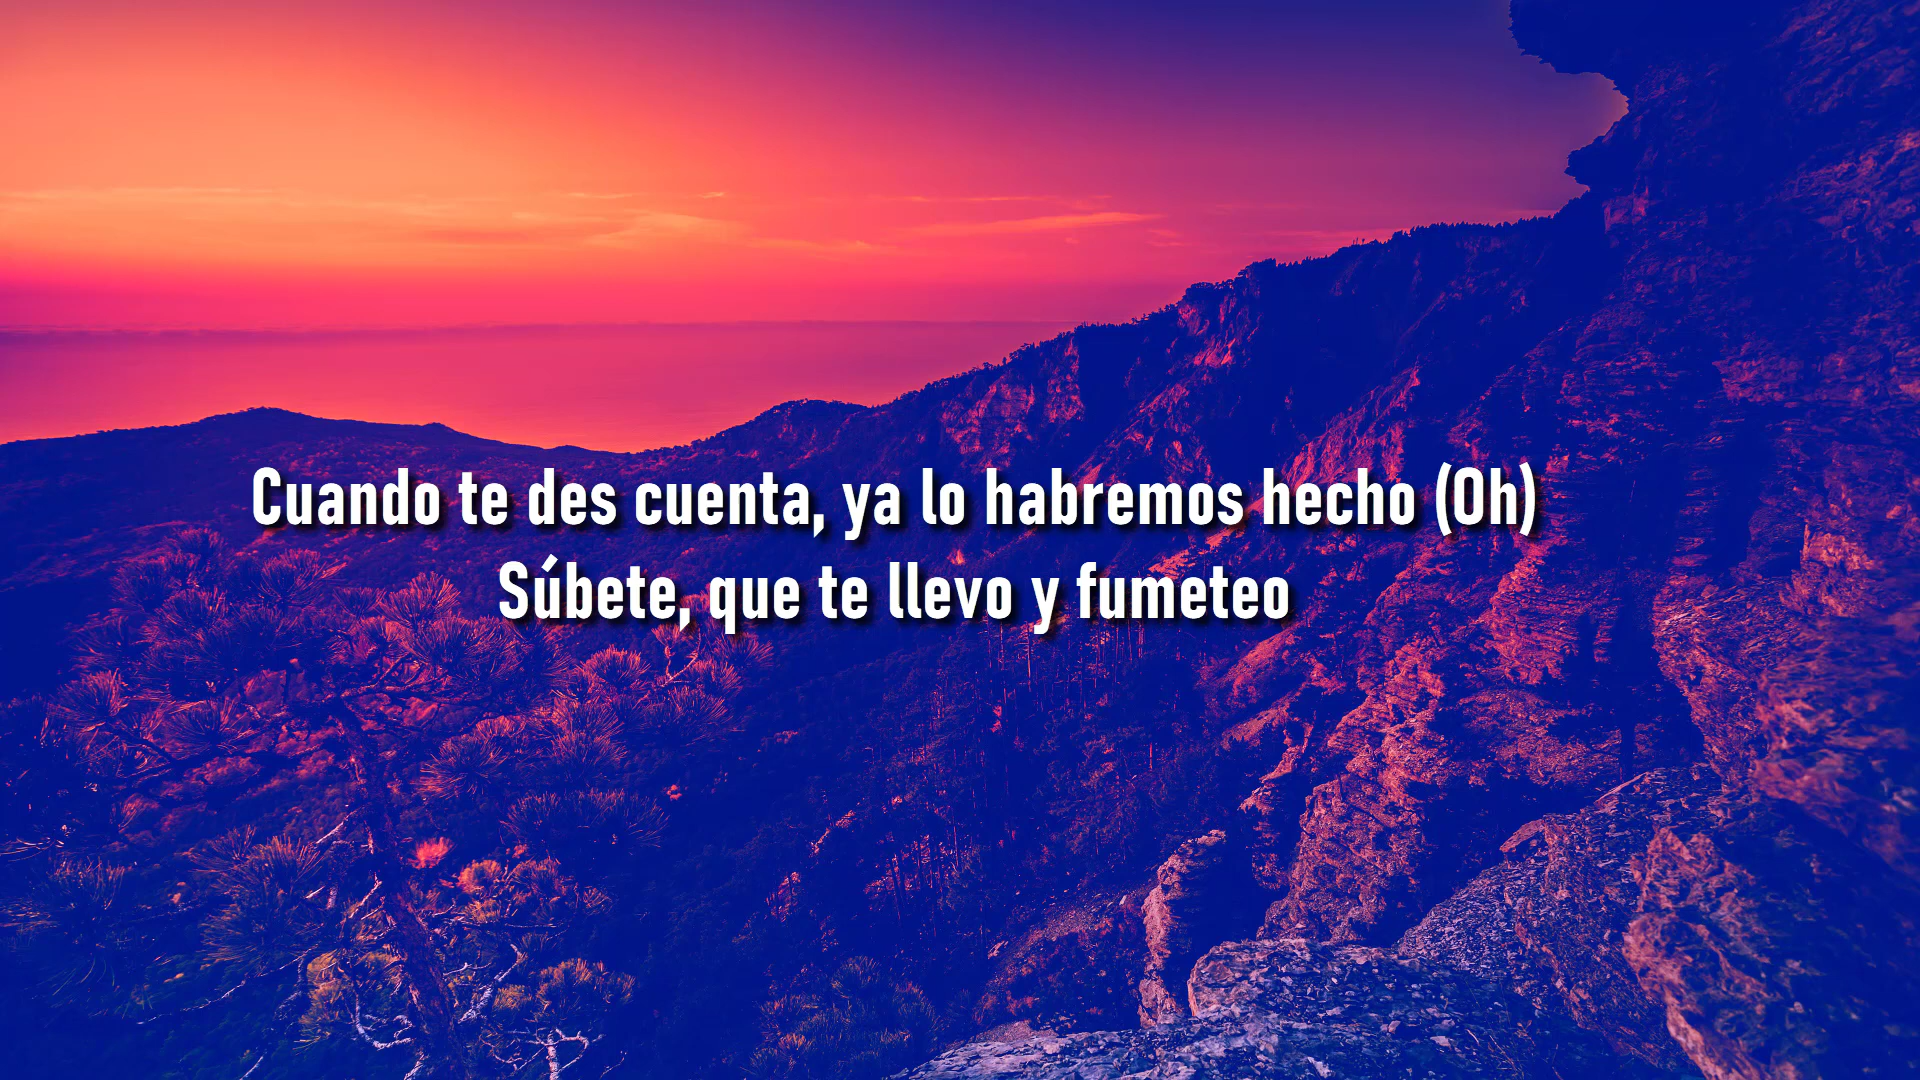 Cuando te des cuenta, ya lo habremos hecho (Oh)
Súbete, que te llevo y fumeteo